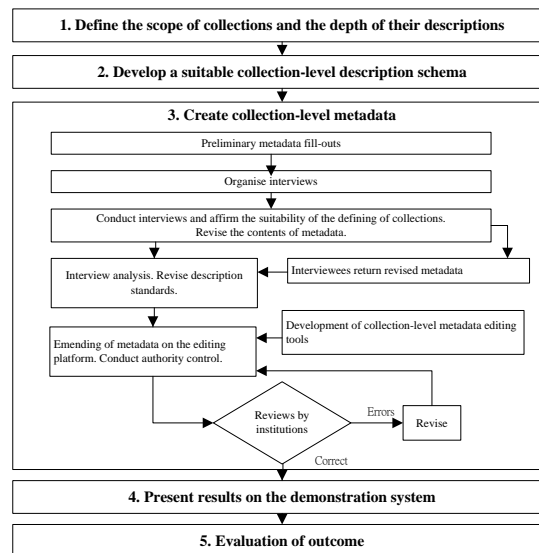 1. Define the scope of collections and the depth of their descriptions
2. Develop a suitable collection-level description schema
3. Create collection-level metadata
Preliminary metadata fill-outs
Organise interviews
Conduct interviews and affirm the suitability of the defining of collections.
Revise the contents of metadata.
Interview analysis. Revise description
standards.
Interviewees return revised metadata
Emending of metadata on the editing
platform. Conduct authority control.
Development of collection-level metadata editing
tools
Reviews by
institutions
Errors
Revise
Correct
4. Present results on the demonstration system
5. Evaluation of outcome